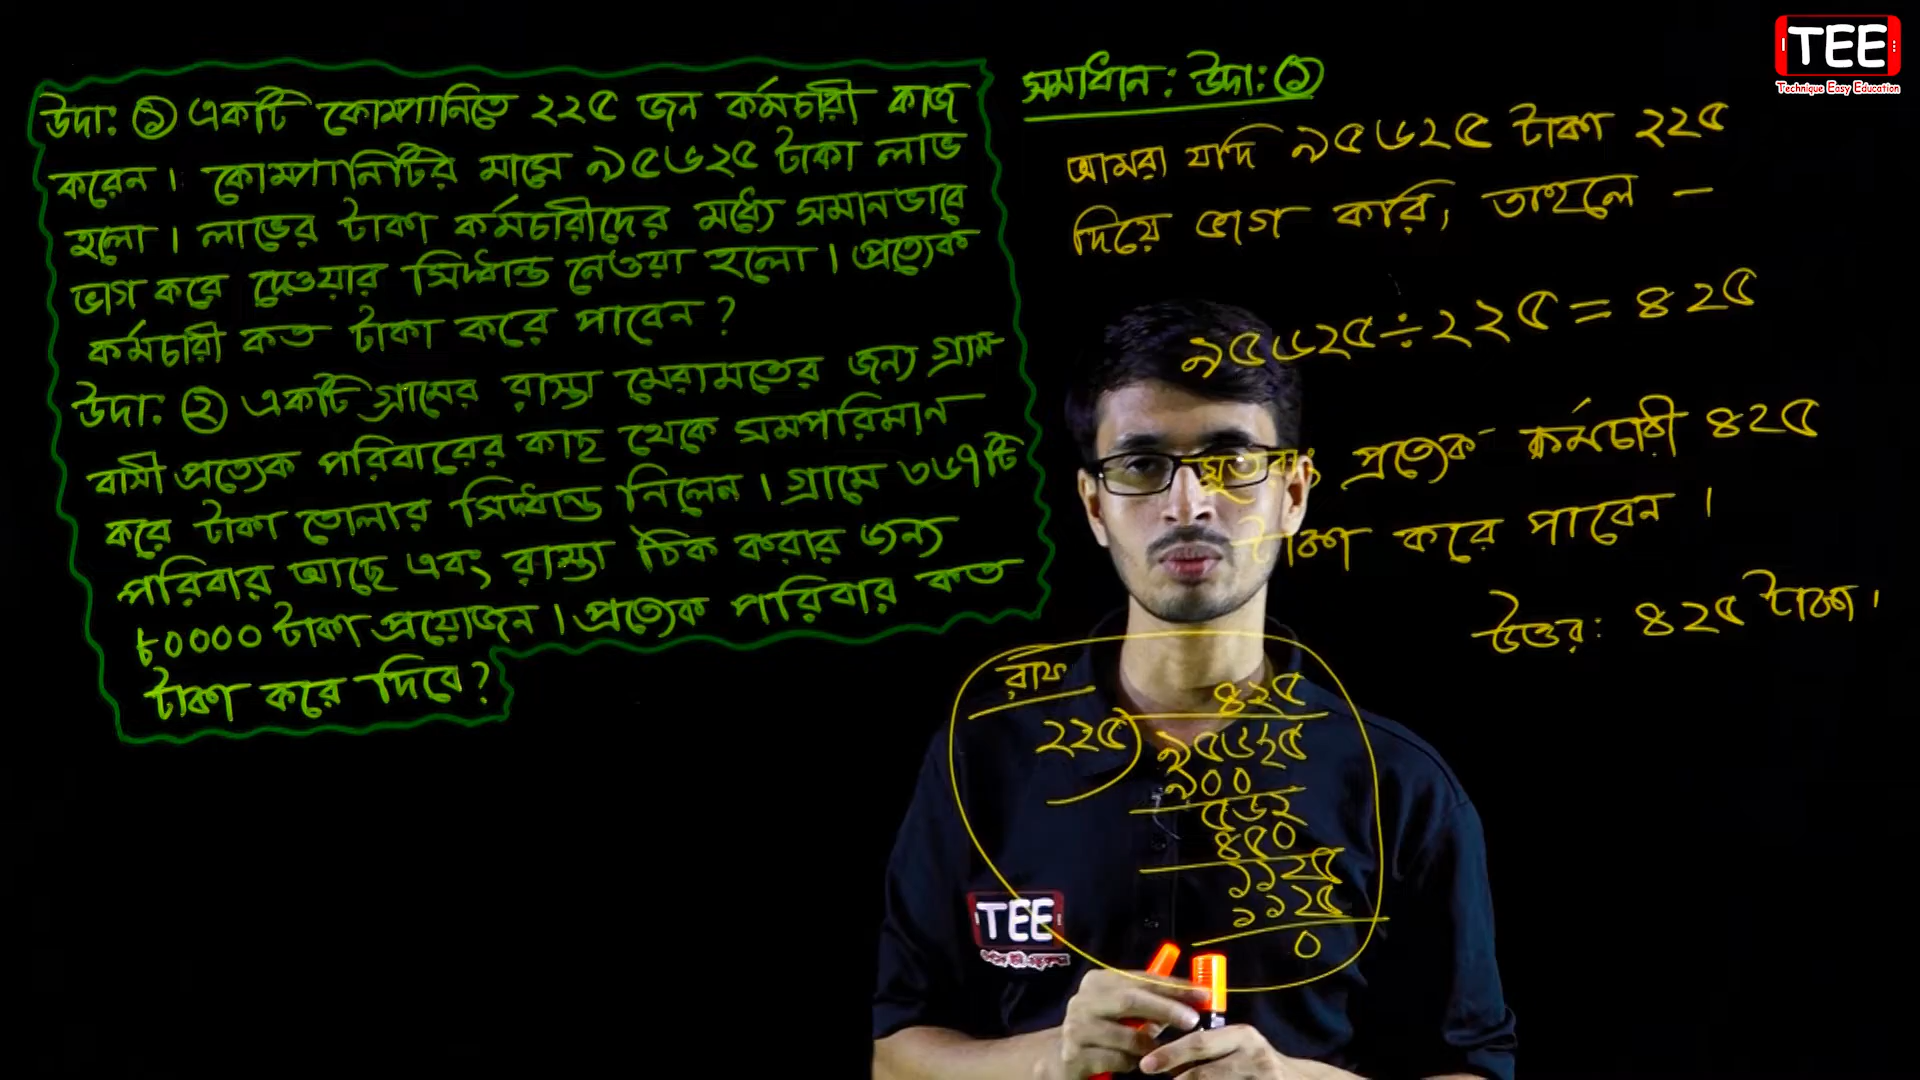 উদা: ১ একটি কোম্পানিতে ২২৫ জন কর্মচারী কাজ
করেন। কোম্পানিটির মাসে ৯৫৬২৫ টাকা লাভ
হলো। লাভের টাকা কর্মচারীদের মধ্যে সমানভাবে
ভাগ করে দেওয়ার সিদ্ধান্ত নেওয়া হলো। প্রত্যেক
কর্মচারী কত টাকা করে পাবেন?
উদা: ২ একটি গ্রামের রাস্তা মেরামতের জন্য গ্রাম
বাসী প্রত্যেক পরিবারের কাছ থেকে সমপরিমান
করে টাকা তোলার সিদ্ধান্ত নিলেন। গ্রামে ৩৬৭টি
পরিবার আছে এবং রাস্তা ঠিক করার জন্য
৮০০০০ টাকা প্রয়োজন। প্রত্যেক পরিবার কত
টাকা করে দিবে?
সমাধান: উদা: (১)
আমরা যদি ৯৫৬২৫ টাকা ২২৫
দিয়ে ভাগ করি, তাহলে –
৯৫৬২৫ ÷ ২২৫ = ৪২৫
সুতরাং প্রত্যেক কর্মচারী ৪২৫
টাকা করে পাবেন।
উত্তর: ৪২৫ টাকা।
রাফ
৪২৫
২২৫) ৯৫৬২৫
৯০০
৫৬২
৪৫০
১১২৫
১১২৫
০
TEE
Technique Easy Education
TEE